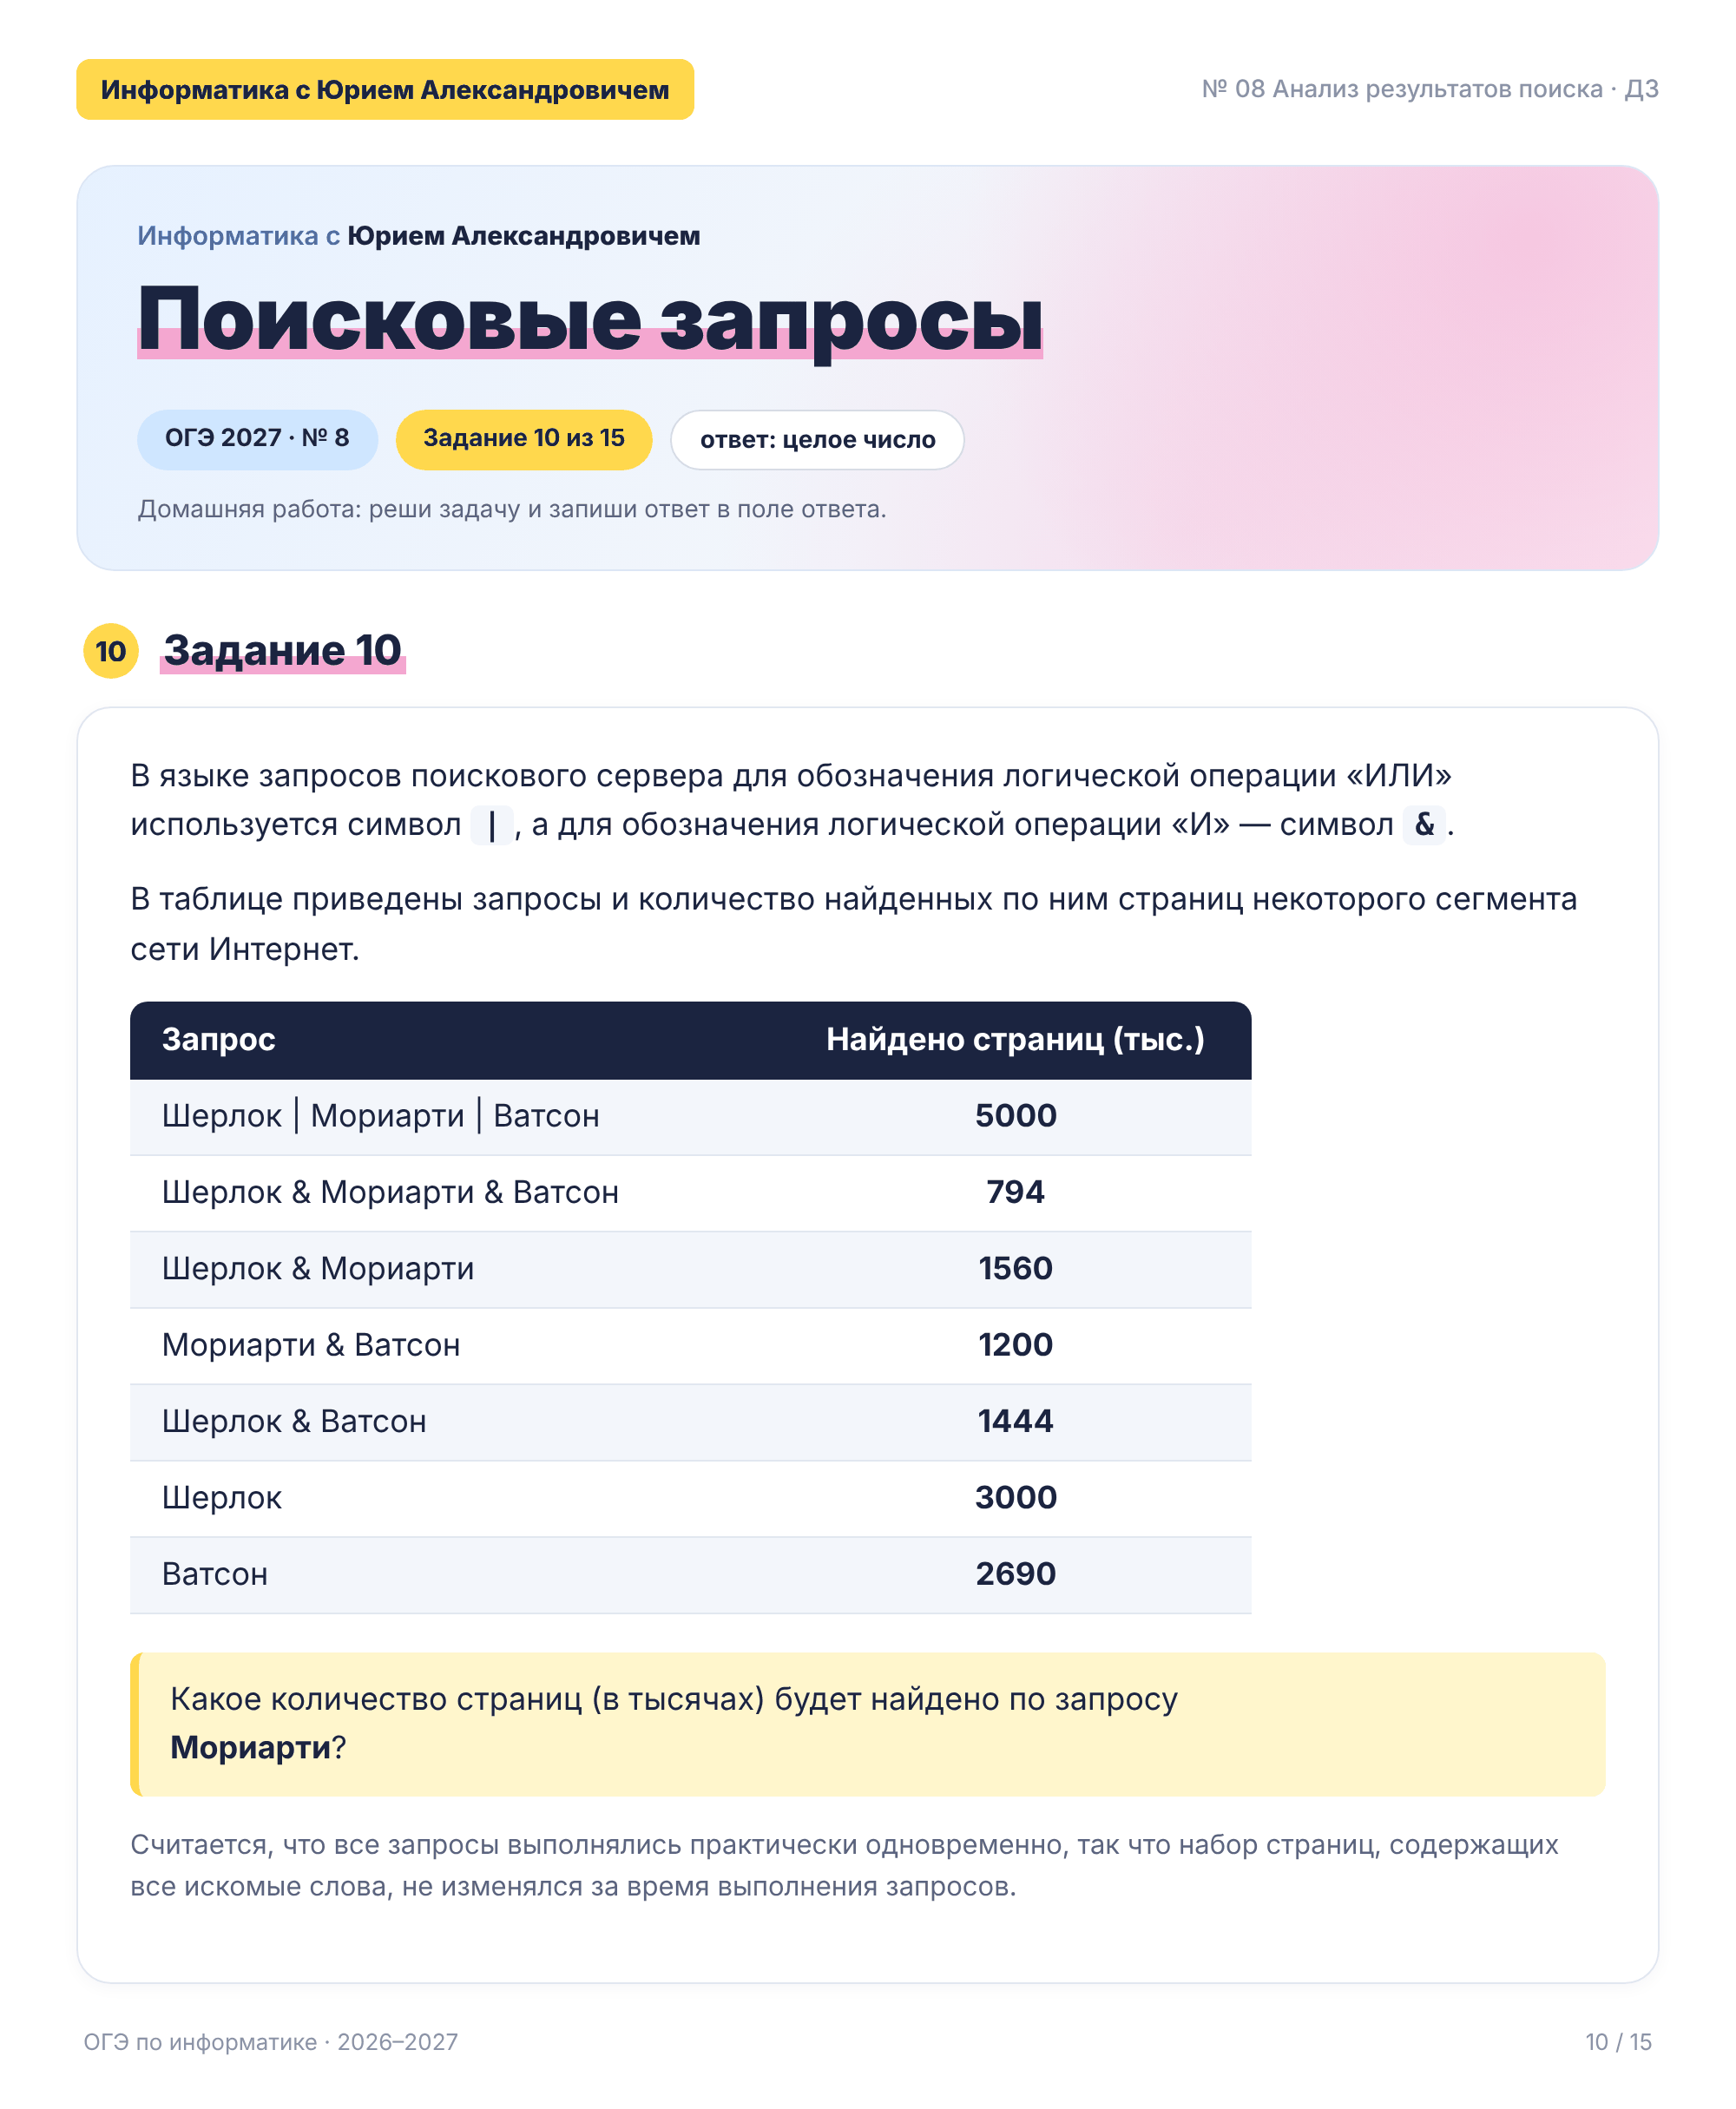 Информатика с Юрием Александровичем
№ 08 Анализ результатов поиска · ДЗ
Информатика с Юрием Александровичем
Поисковые запросы
ОГЭ 2027 · № 8
Задание 10 из 15
ответ: целое число
Домашняя работа: реши задачу и запиши ответ в поле ответа.
10 Задание 10
В языке запросов поискового сервера для обозначения логической операции «ИЛИ»
используется символ |, а для обозначения логической операции «И» — символ &.
В таблице приведены запросы и количество найденных по ним страниц некоторого сегмента
сети Интернет.
Запрос Найдено страниц (тыс.)
Шерлок | Мориарти | Ватсон 5000
Шерлок & Мориарти & Ватсон 794
Шерлок & Мориарти 1560
Мориарти & Ватсон 1200
Шерлок & Ватсон 1444
Шерлок 3000
Ватсон 2690
Какое количество страниц (в тысячах) будет найдено по запросу
Мориарти?
Считается, что все запросы выполнялись практически одновременно, так что набор страниц, содержащих
все искомые слова, не изменялся за время выполнения запросов.
ОГЭ по информатике · 2026–2027
10 / 15